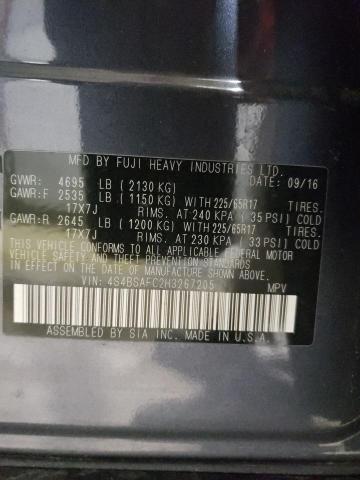 MFD BY FUJI HEAVY INDUSTRIES LTD.
GVWR: 4695 LB ( 2130 KG) DATE: 09/16
GAWR:F 2535 LB ( 1150 KG) WITH 225/65R17 TIRES.
17X7J RIMS. AT 240 KPA ( 35 PSI) COLD
GAWR:R 2645 LB ( 1200 KG) WITH 225/65R17 TIRES.
17X7J RIMS. AT 230 KPA ( 33 PSI) COLD
THIS VEHICLE CONFORMS TO ALL APPLICABLE FEDERAL MOTOR
VEHICLE SAFETY STANDARDS IN EFFECT ON THE DATE OF
MANUFACTURE SHOWN ABOVE.
VIN: 4S4BSAFC2H3267205 MPV
ASSEMBLED BY SIA INC. MADE IN U.S.A.